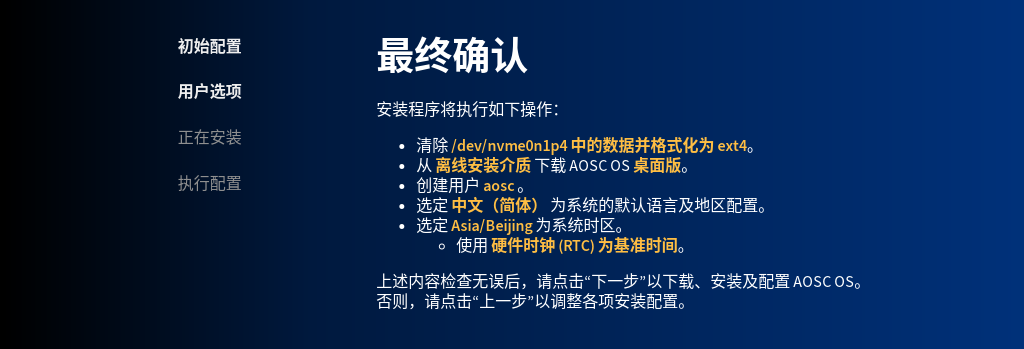 初始配置
用户选项
正在安装
执行配置
最终确认
安装程序将执行如下操作：
• 清除 /dev/nvme0n1p4 中的数据并格式化为 ext4。
• 从 离线安装介质 下载 AOSC OS 桌面版。
• 创建用户 aosc 。
• 选定 中文（简体） 为系统的默认语言及地区配置。
• 选定 Asia/Beijing 为系统时区。
◦ 使用 硬件时钟 (RTC) 为基准时间。
上述内容检查无误后，请点击“下一步”以下载、安装及配置 AOSC OS。
否则，请点击“上一步”以调整各项安装配置。